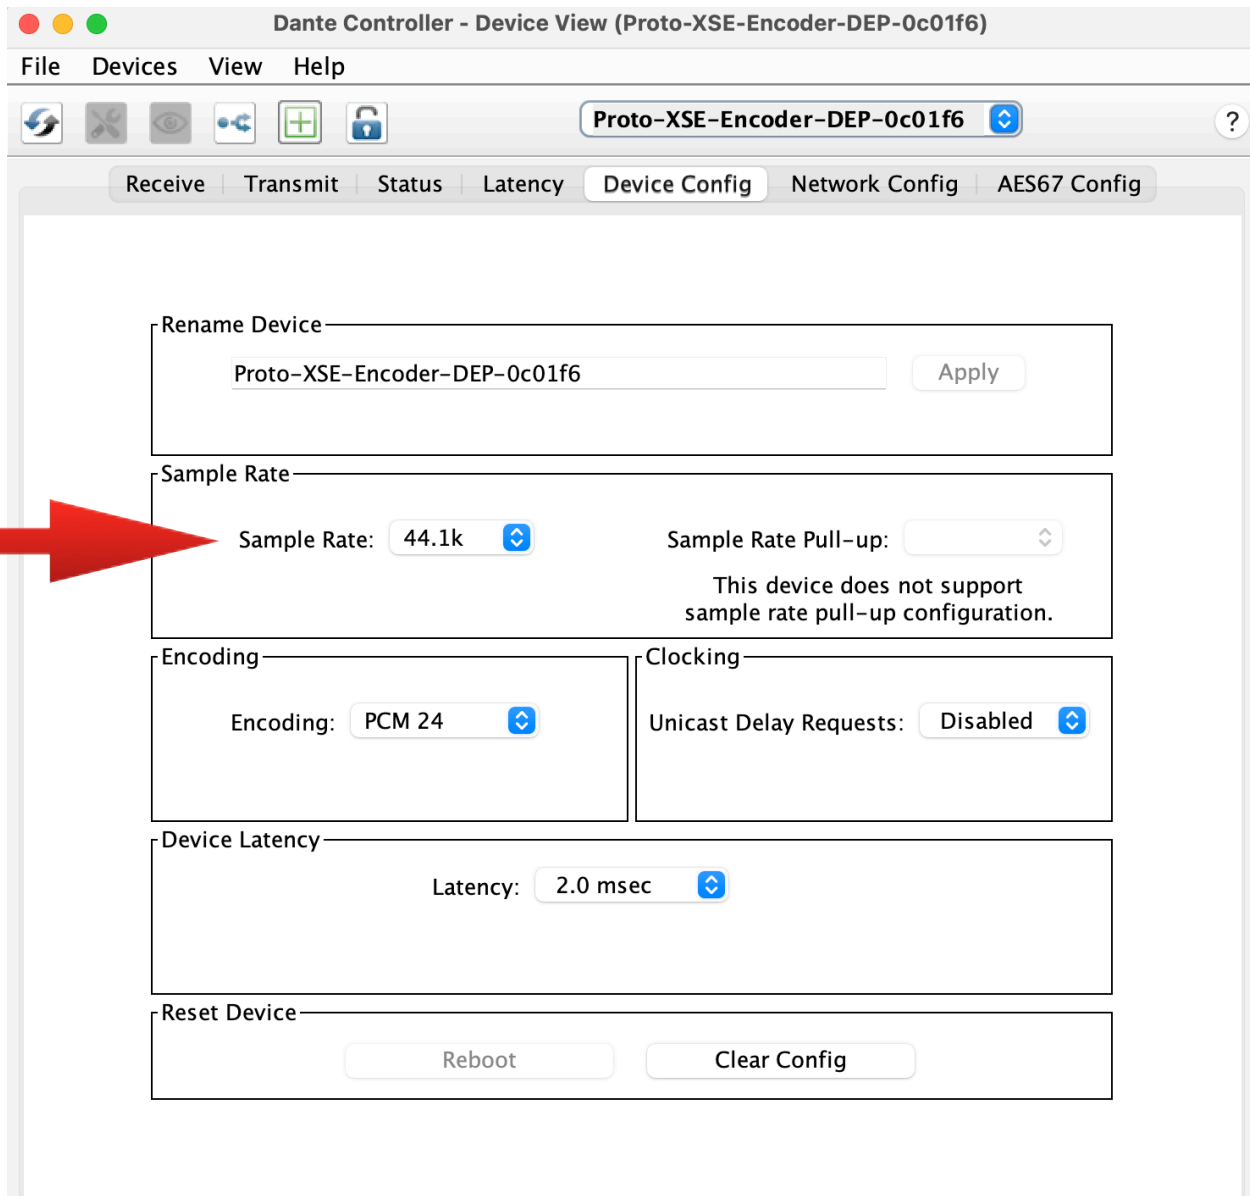 Dante Controller - Device View (Proto-XSE-Encoder-DEP-0c01f6)
File Devices View Help
Proto-XSE-Encoder-DEP-0c01f6
?
Receive Transmit Status Latency Device Config Network Config AES67 Config
Rename Device
Proto-XSE-Encoder-DEP-0c01f6 Apply
Sample Rate
Sample Rate: 44.1k Sample Rate Pull-up:
This device does not support
sample rate pull-up configuration.
Encoding Clocking
Encoding: PCM 24 Unicast Delay Requests: Disabled
Device Latency
Latency: 2.0 msec
Reset Device
Reboot Clear Config